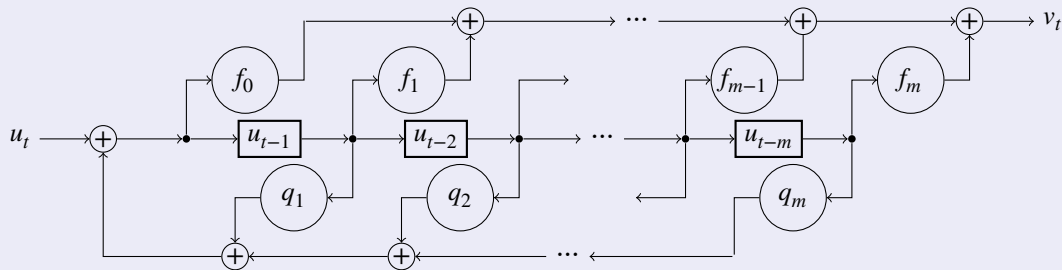 + ... + + v_t
f_0 f_1 f_{m-1} f_m
u_t + u_{t-1} u_{t-2} ... u_{t-m}
q_1 q_2 q_m
+ + ...